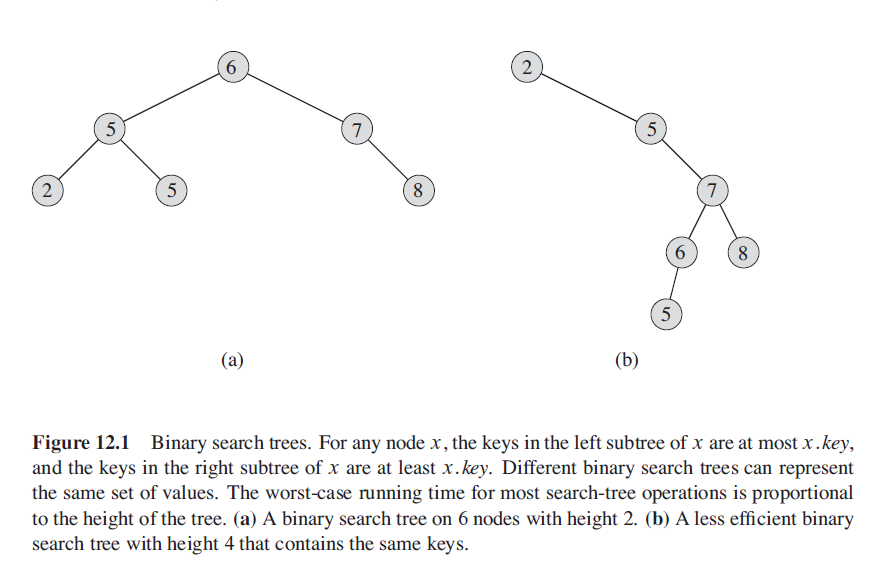 6
2
5
7
5
2
5
8
7
6
8
5
(a)
(b)
Figure 12.1 Binary search trees. For any node x, the keys in the left subtree of x are at most x.key,
and the keys in the right subtree of x are at least x.key. Different binary search trees can represent
the same set of values. The worst-case running time for most search-tree operations is proportional
to the height of the tree. (a) A binary search tree on 6 nodes with height 2. (b) A less efficient binary
search tree with height 4 that contains the same keys.